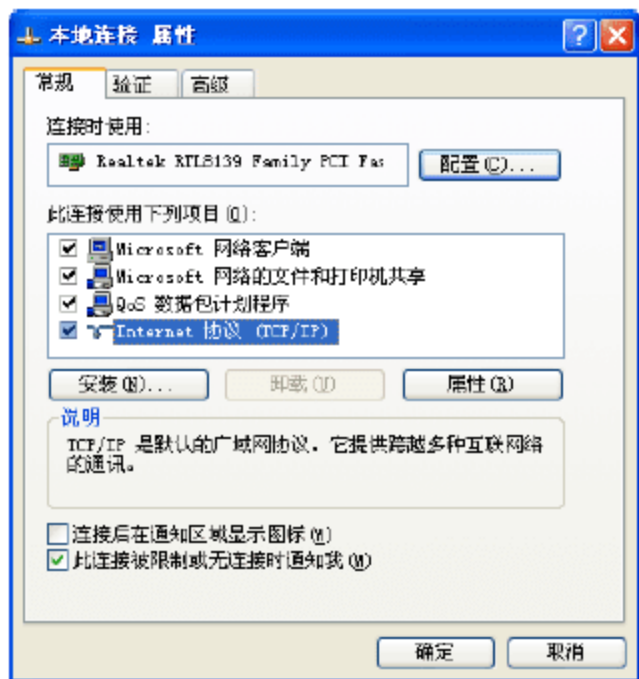 本地连接 属性
常规 验证 高级
连接时使用:
Realtek RTL8139 Family PCI Fas 配置(C)...
此连接使用下列项目(O):
Microsoft 网络客户端
Microsoft 网络的文件和打印机共享
QoS 数据包计划程序
Internet 协议 (TCP/IP)
安装(N)... 卸载(U) 属性(R)
说明
TCP/IP 是默认的广域网协议。它提供跨越多种互联网络
的通讯。
连接后在通知区域显示图标(W)
此连接被限制或无连接时通知我(M)
确定 取消